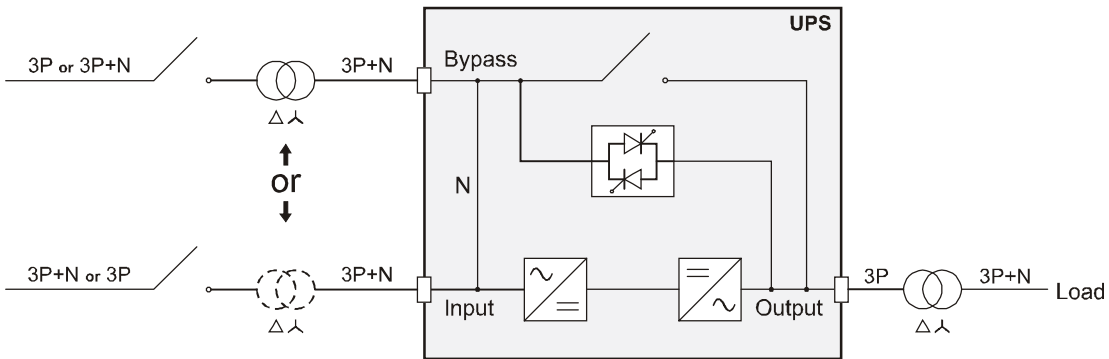 UPS
3P or 3P+N
3P+N
Bypass
or
N
3P+N or 3P
3P+N
Input
Output
3P
3P+N
Load